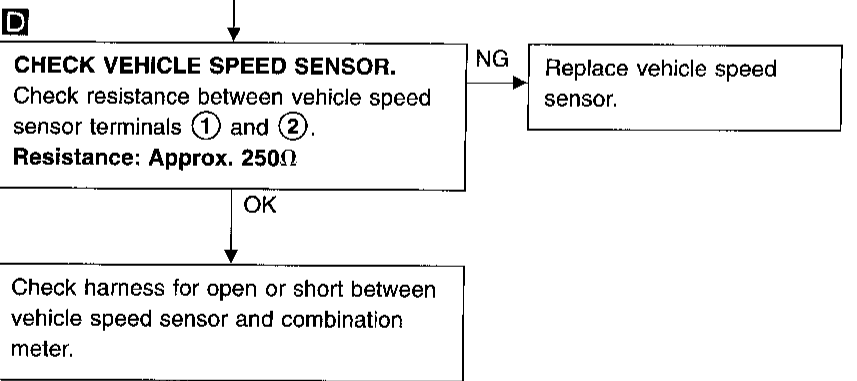 D
CHECK VEHICLE SPEED SENSOR.
Check resistance between vehicle speed
sensor terminals ① and ②.
Resistance: Approx. 250Ω
NG
Replace vehicle speed
sensor.
OK
Check harness for open or short between
vehicle speed sensor and combination
meter.